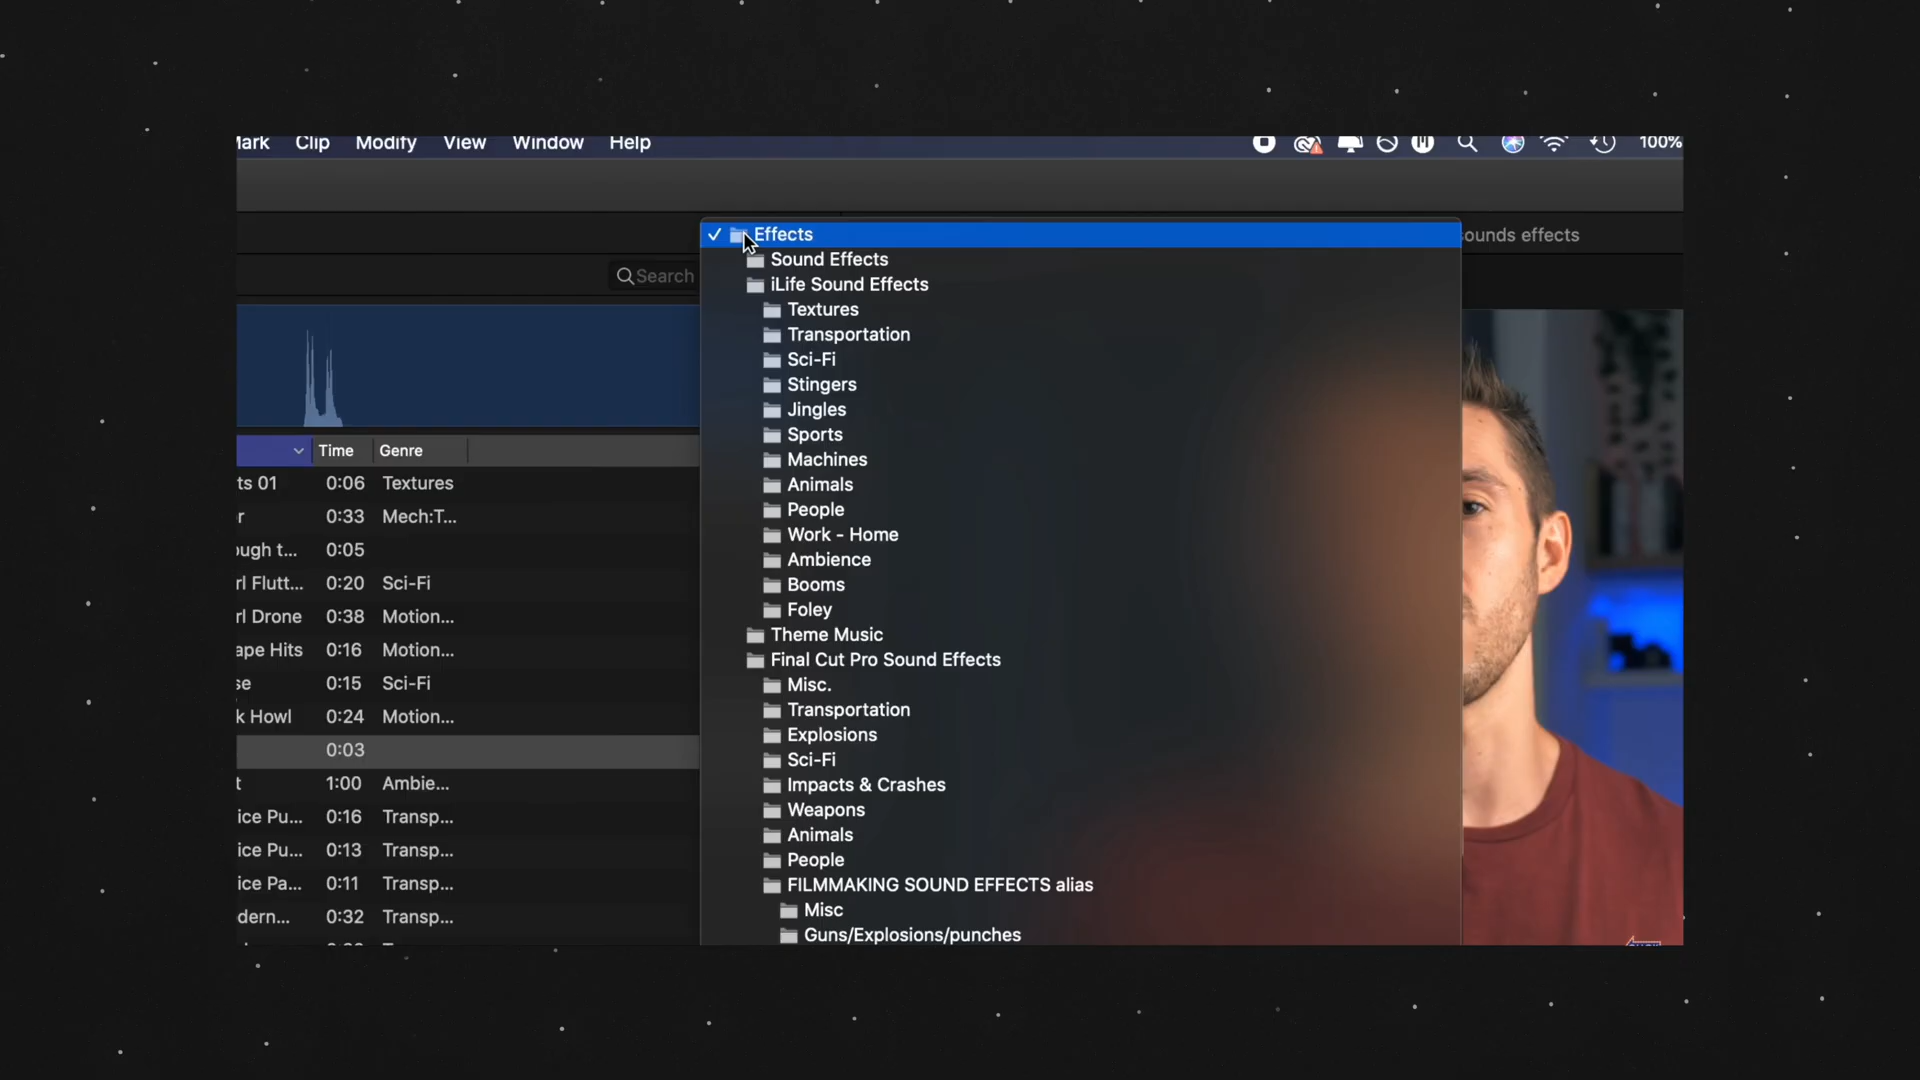 Mark Clip Modify View Window Help 100%
Effects
sounds effects
Sound Effects
Search
iLife Sound Effects
Textures
Transportation
Sci-Fi
Stingers
Jingles
Sports
Machines
Animals
People
Work - Home
Ambience
Booms
Foley
Theme Music
Final Cut Pro Sound Effects
Misc.
Transportation
Explosions
Sci-Fi
Impacts & Crashes
Weapons
Animals
People
FILMMAKING SOUND EFFECTS alias
Misc
Guns/Explosions/punches
Time Genre
ts 01 0:06 Textures
r 0:33 Mech:T...
ough t... 0:05
rl Flutt... 0:20 Sci-Fi
rl Drone 0:38 Motion...
ape Hits 0:16 Motion...
se 0:15 Sci-Fi
k Howl 0:24 Motion...
0:03
t 1:00 Ambie...
ice Pu... 0:16 Transp...
ice Pu... 0:13 Transp...
ice Pa... 0:11 Transp...
dern... 0:32 Transp...